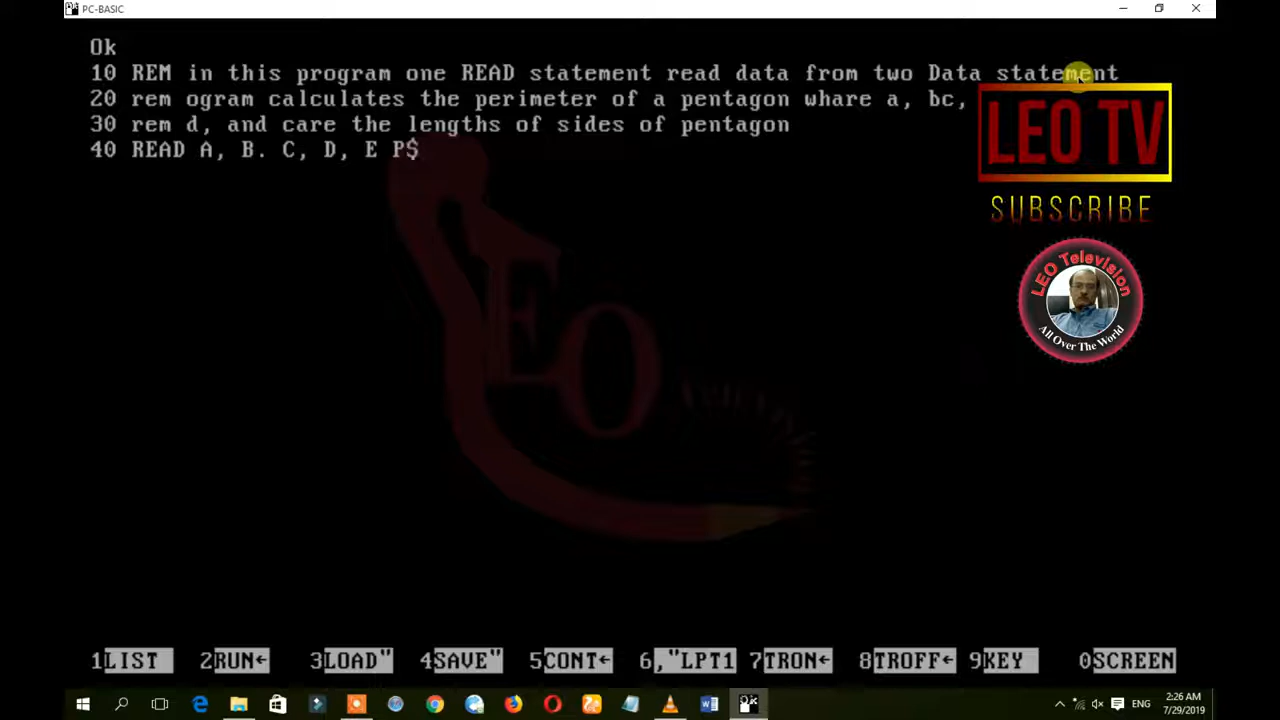 PC-BASIC
Ok
10 REM in this program one READ statement read data from two Data statement
20 rem ogram calculates the perimeter of a pentagon whare a, bc,
30 rem d, and care the lengths of sides of pentagon
40 READ A, B. C, D, E P$
LEO TV
SUBSCRIBE
LEO Television
All Over The World
LEO
1LIST 2RUN← 3LOAD" 4SAVE" 5CONT← 6,"LPT1 7TRON← 8TROFF← 9KEY 0SCREEN
ENG
2:26 AM
7/29/2019